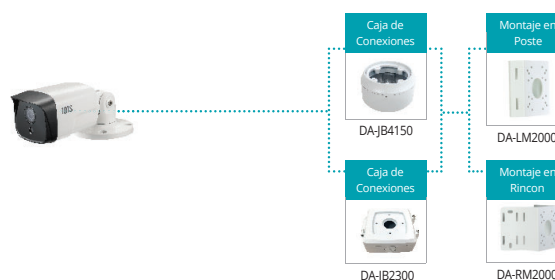 Caja de
Conexiones
DA-JB4150
Montaje en
Poste
DA-LM2000
Caja de
Conexiones
DA-JB2300
Montaje en
Rincon
DA-RM2000